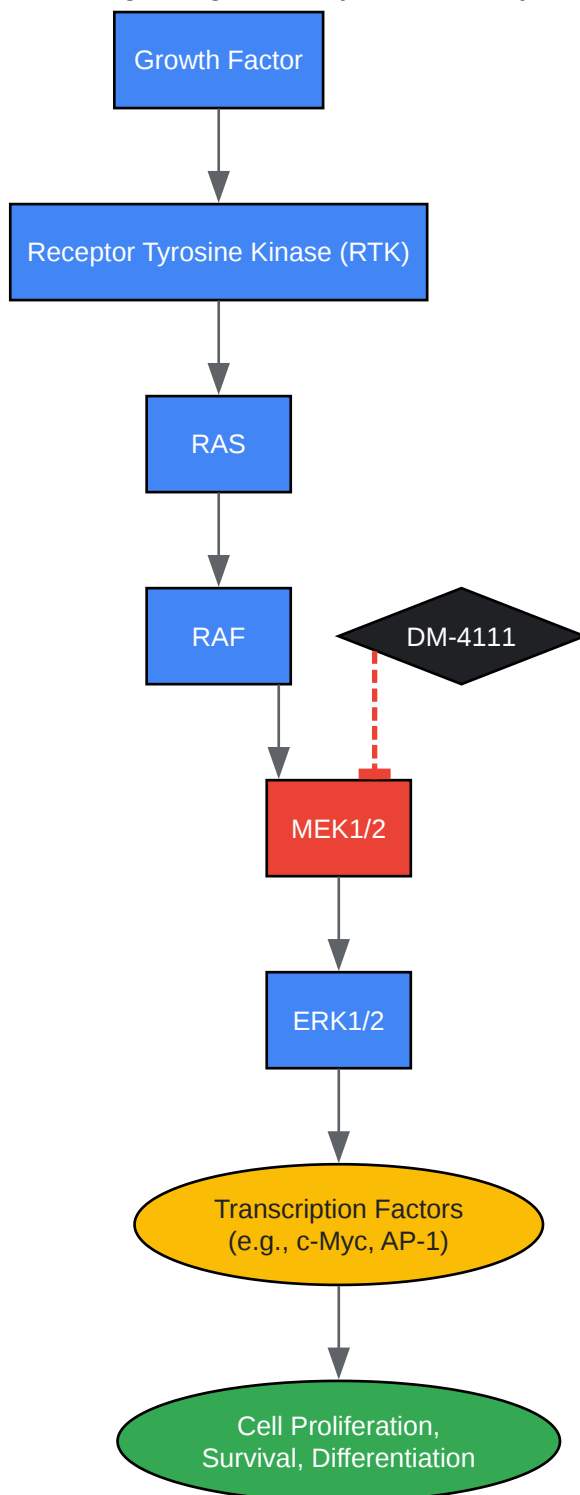 Growth Factor
Receptor Tyrosine Kinase (RTK)
RAS
RAF
DM-4111
MEK1/2
ERK1/2
Transcription Factors
(e.g., c-Myc, AP-1)
Cell Proliferation,
Survival, Differentiation